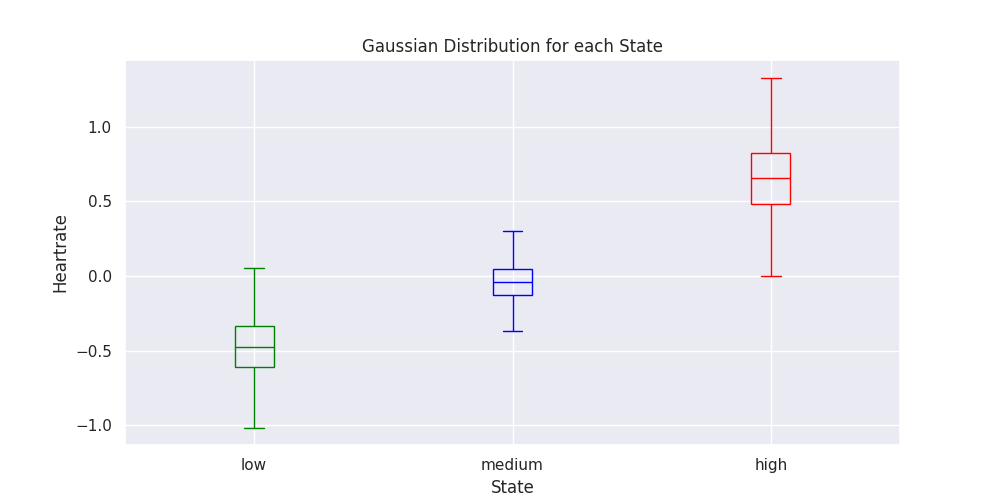 Gaussian Distribution for each State
Heartrate
1.0
0.5
0.0
−0.5
−1.0
low medium high
State